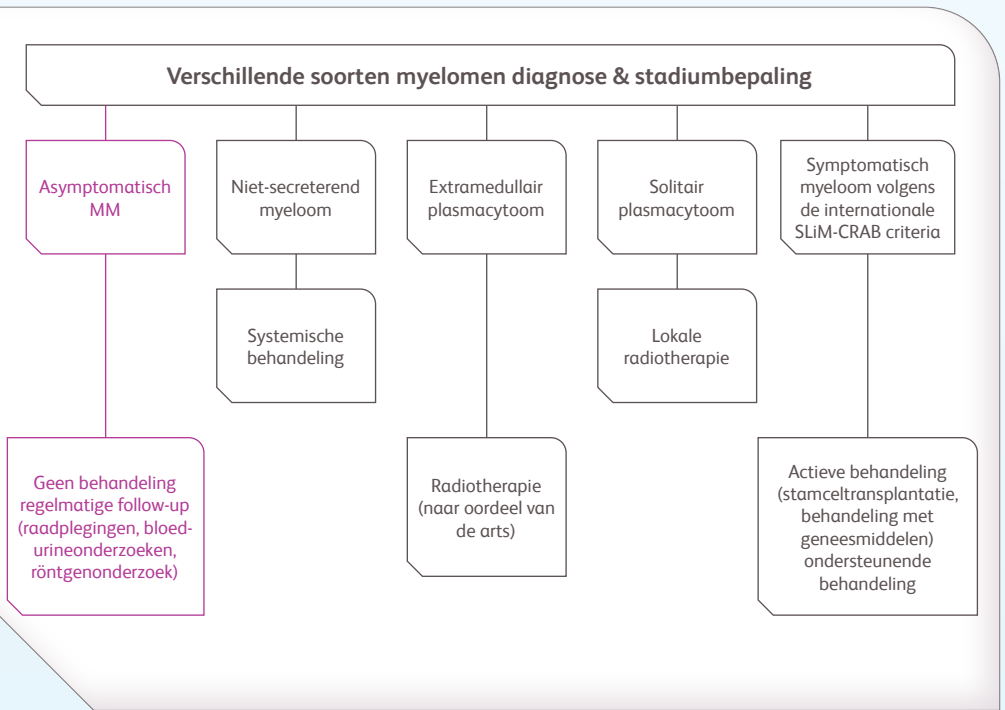 Verschillende soorten myelomen diagnose & stadiumbepaling
Asymptomatisch
MM
Niet-secreterend
myeloom
Extramedullair
plasmacytoom
Solitair
plasmacytoom
Symptomatisch
myeloom volgens
de internationale
SLiM-CRAB criteria
Systemische
behandeling
Lokale
radiotherapie
Geen behandeling
regelmatige follow-up
(raadplegingen, bloed-
urineonderzoeken,
röntgenonderzoek)
Radiotherapie
(naar oordeel van
de arts)
Actieve behandeling
(stamceltransplantatie,
behandeling met
geneesmiddelen)
ondersteunende
behandeling